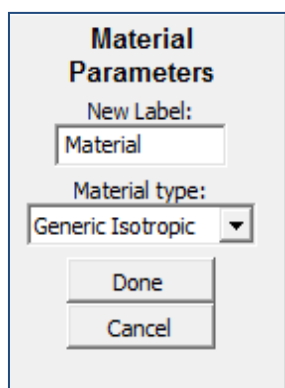 Material
Parameters
New Label:
Material
Material type:
Generic Isotropic
Done
Cancel